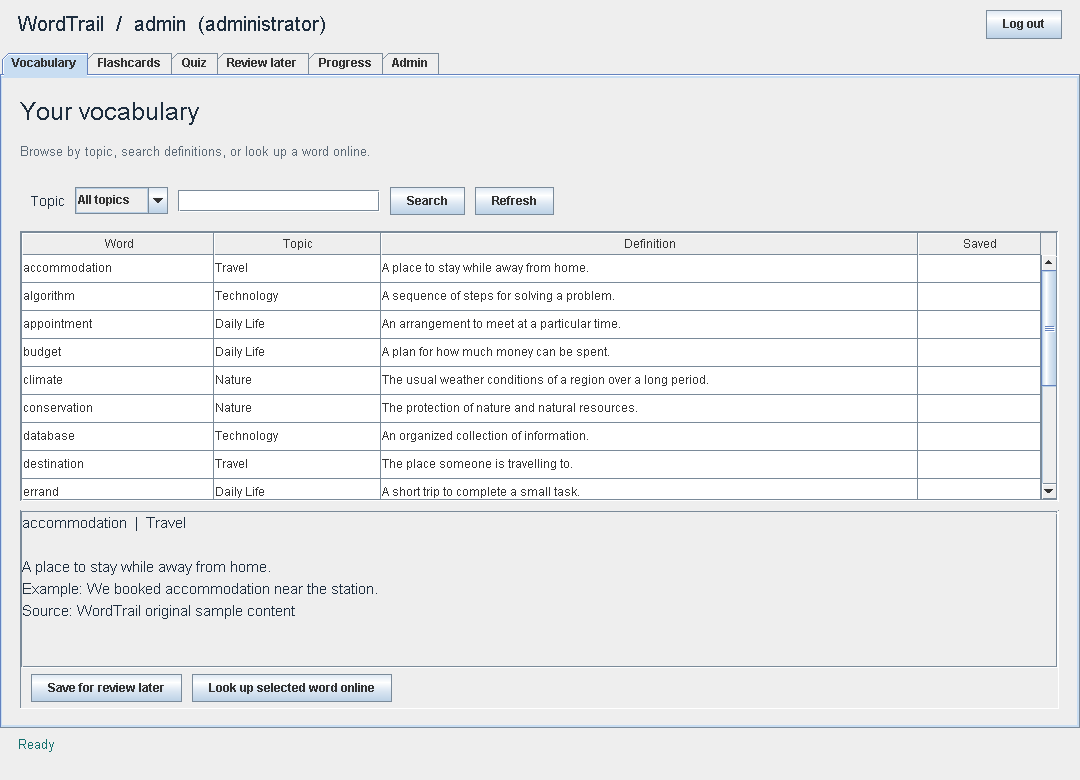 WordTrail / admin (administrator)
Log out
Vocabulary Flashcards Quiz Review later Progress Admin
Your vocabulary
Browse by topic, search definitions, or look up a word online.
Topic All topics Search Refresh
Word Topic Definition Saved
accommodation Travel A place to stay while away from home.
algorithm Technology A sequence of steps for solving a problem.
appointment Daily Life An arrangement to meet at a particular time.
budget Daily Life A plan for how much money can be spent.
climate Nature The usual weather conditions of a region over a long period.
conservation Nature The protection of nature and natural resources.
database Technology An organized collection of information.
destination Travel The place someone is travelling to.
errand Daily Life A short trip to complete a small task.
accommodation | Travel
A place to stay while away from home.
Example: We booked accommodation near the station.
Source: WordTrail original sample content
Save for review later Look up selected word online
Ready